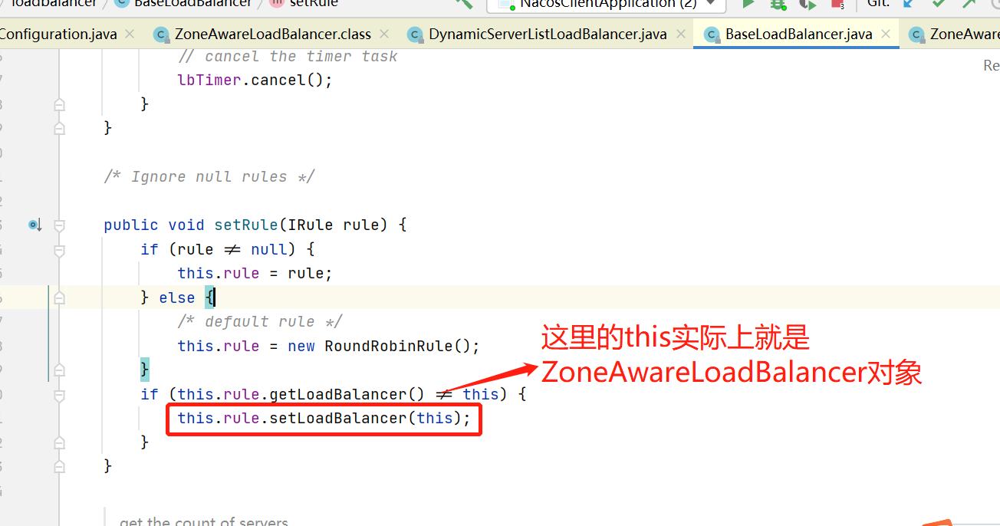 loadbalancer BaseLoadBalancer setRule NacosClientApplication (2) Git:
Configuration.java ZoneAwareLoadBalancer.class DynamicServerListLoadBalancer.java BaseLoadBalancer.java ZoneAware
// cancel the timer task
Re
lbTimer.cancel();
}
}
/* Ignore null rules */
public void setRule(IRule rule) {
if (rule ≠ null) {
this.rule = rule;
} else {
/* default rule */
this.rule = new RoundRobinRule();
}
这里的this实际上就是
ZoneAwareLoadBalancer对象
if (this.rule.getLoadBalancer() ≠ this) {
this.rule.setLoadBalancer(this);
}
}
get the count of servers